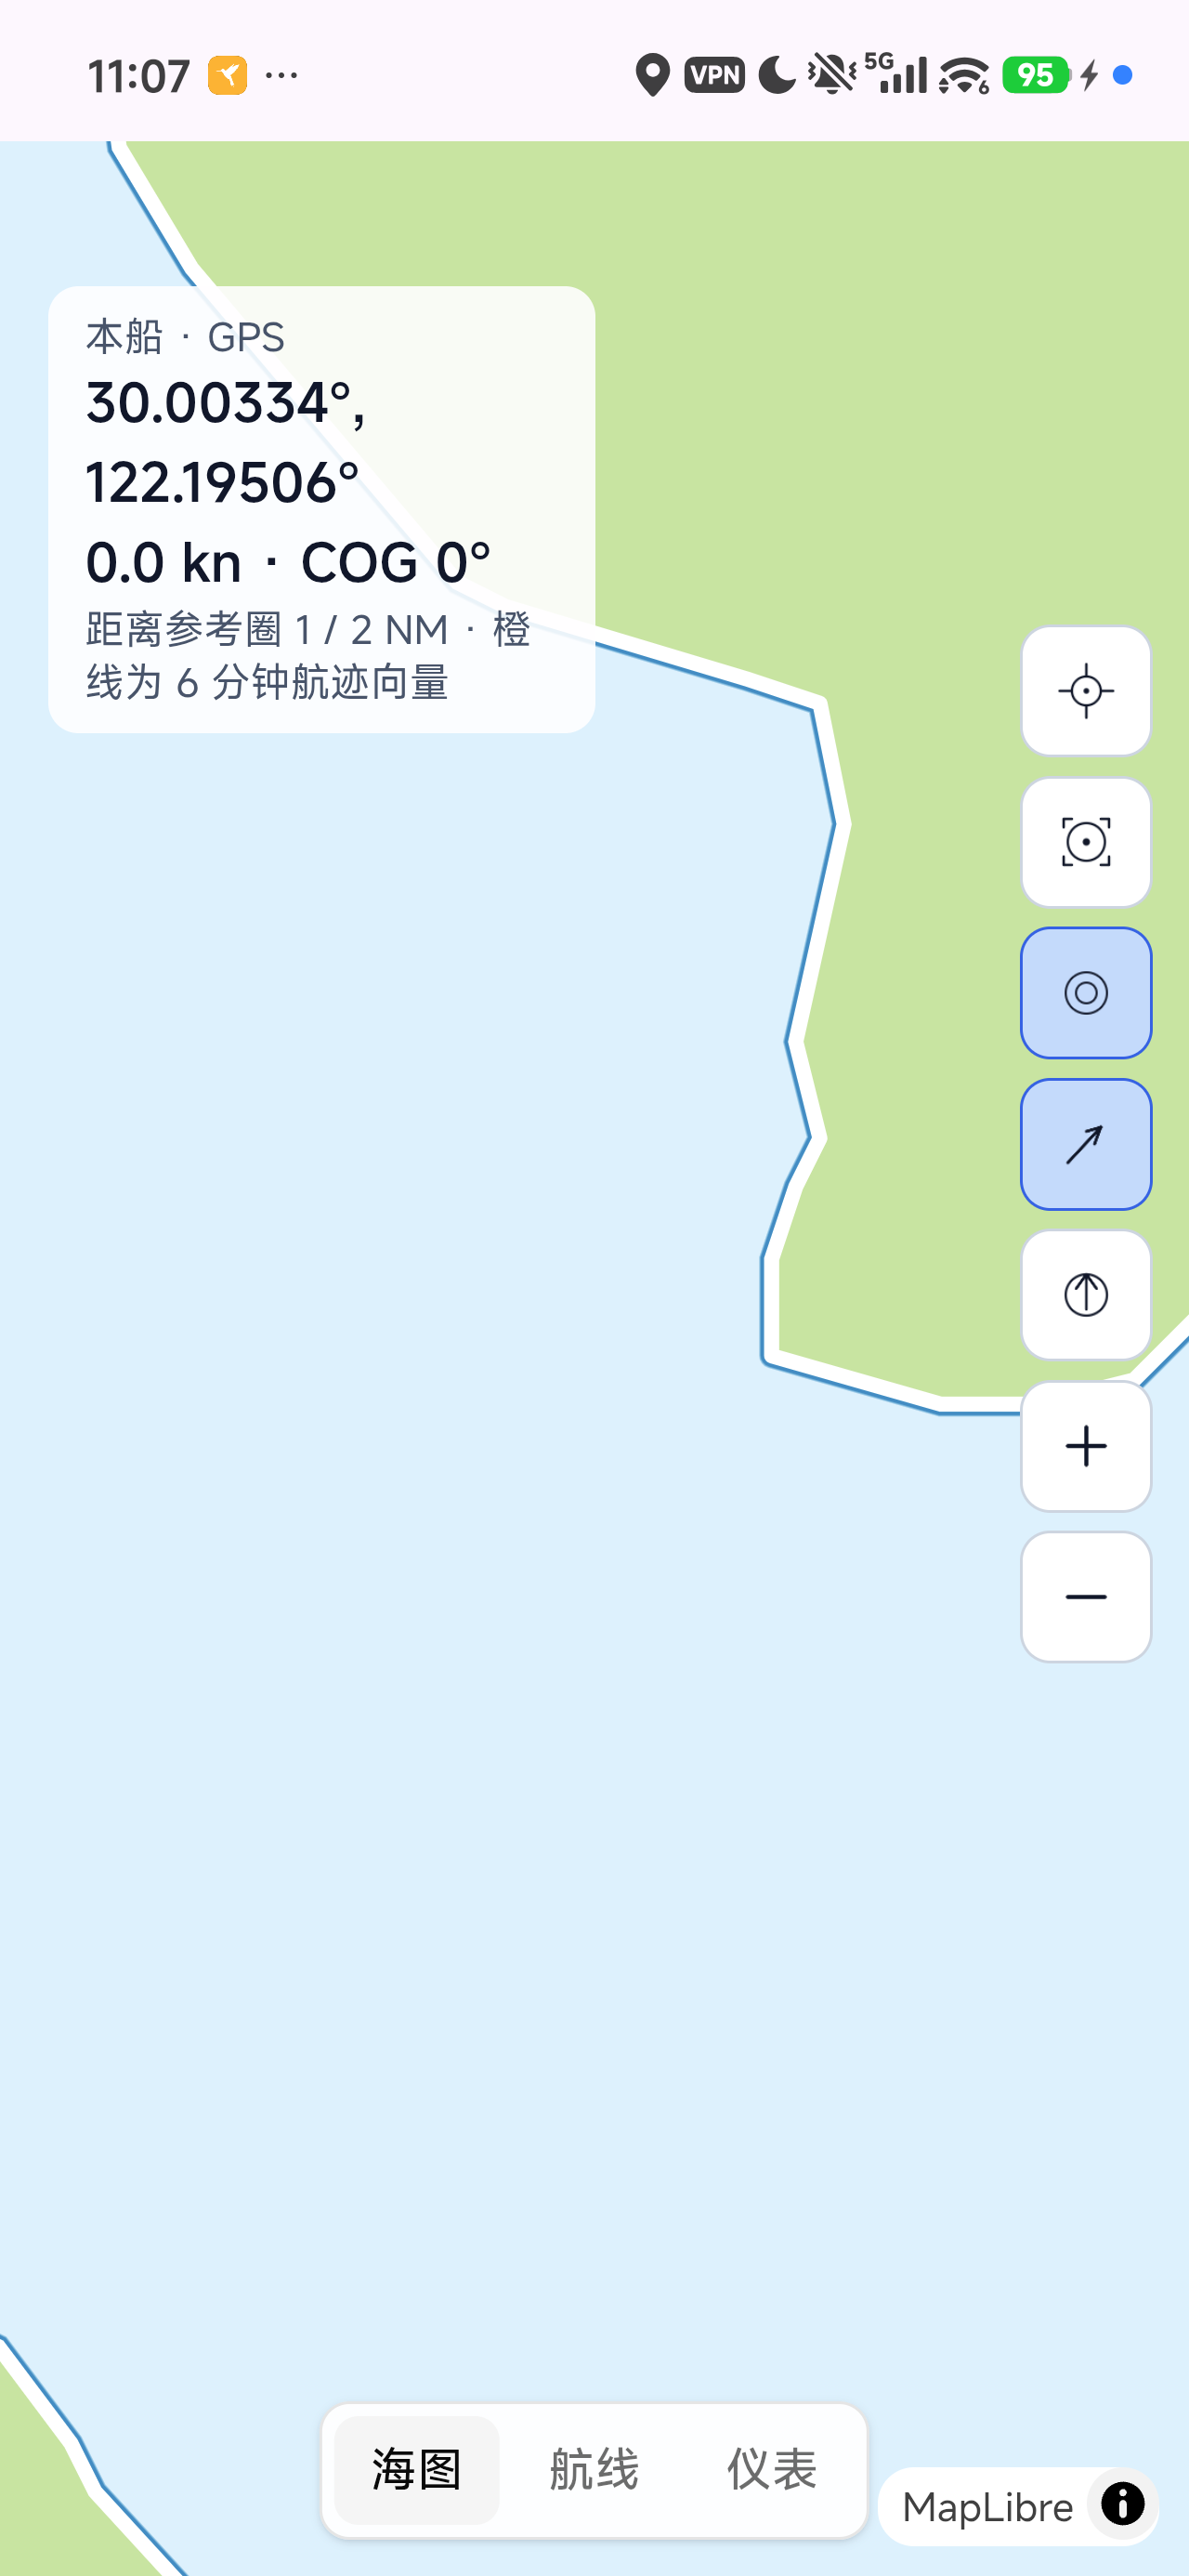 11:07 ... VPN 5G 6 95
本船 · GPS
30.00334°,
122.19506°
0.0 kn · COG 0°
距离参考圈 1 / 2 NM · 橙
线为 6 分钟航迹向量
海图 航线 仪表
MapLibre